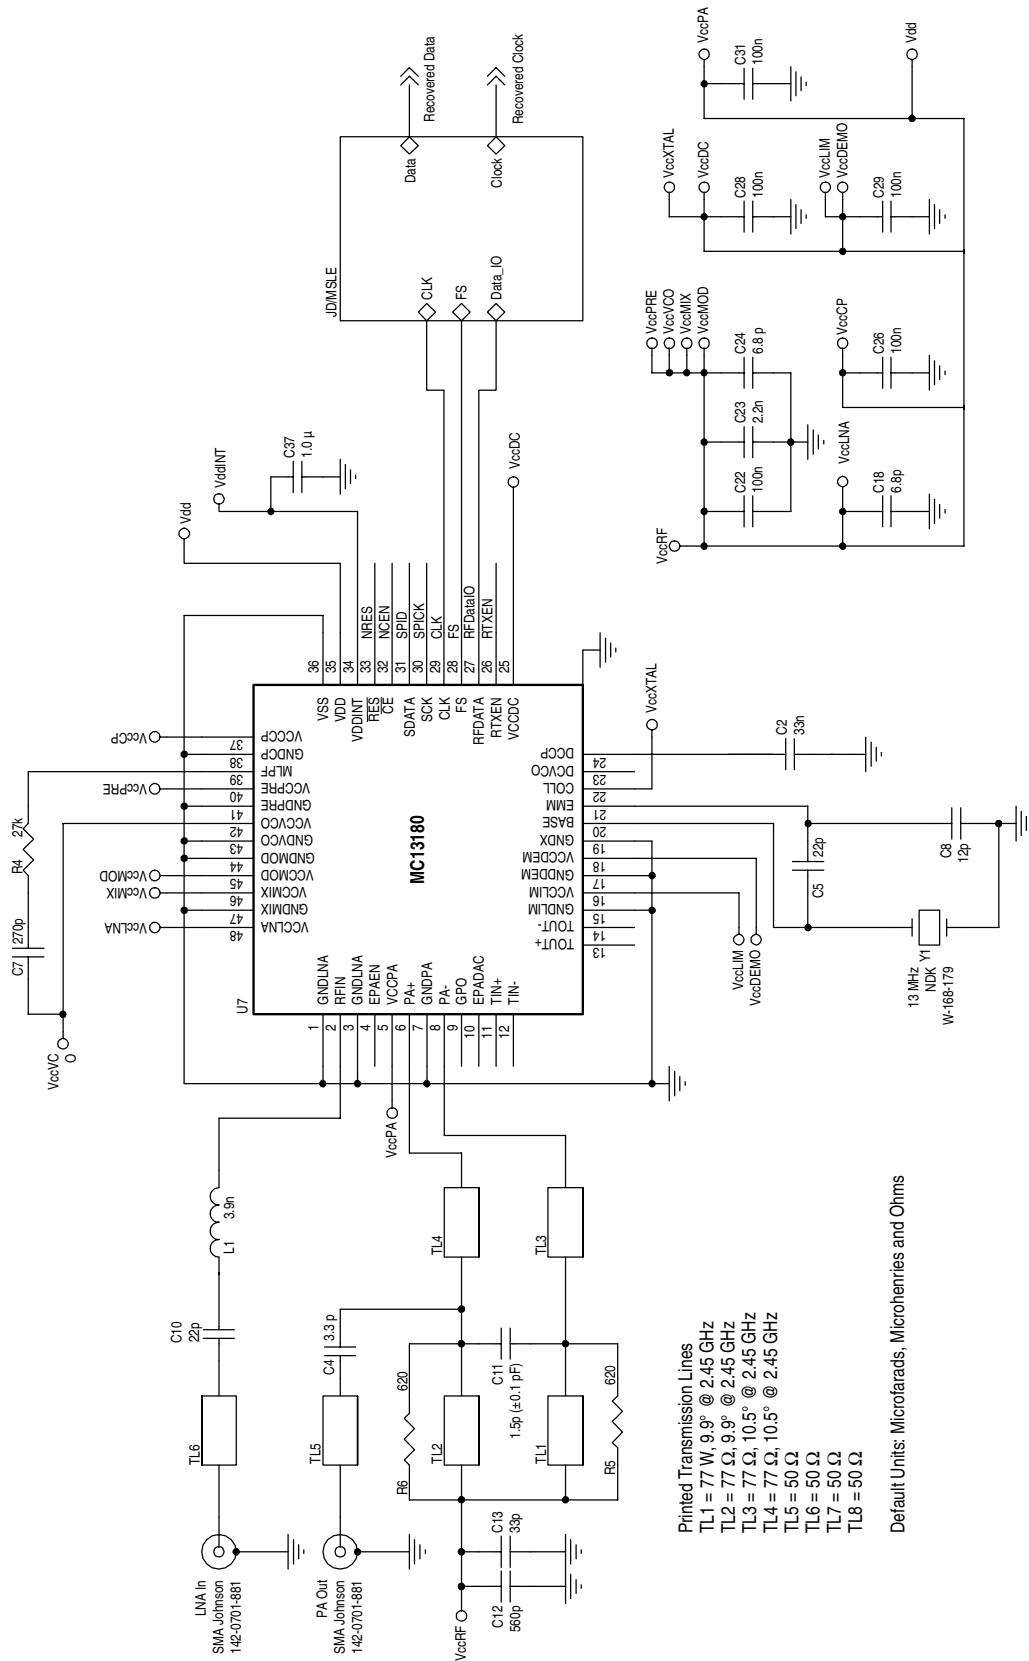 LNA In
SMA Johnson
142-0701-881
TL6
C10
22p
L1
3.9n
PA Out
SMA Johnson
142-0701-881
TL5
C4
3.3 p
VccRF
C12
560p
C13
33p
R6
620
TL2
TL1
C11
1.5p (±0.1 pF)
R5
620
TL4
TL3
VccPA
VccVC
O
C7
270p
R4
27k
VccLNA
VccMIX
VccMOD
VccPRE
VccCP
U7
MC13180
1 GNDLNA
2 RFIN
3 GNDLNA
4 EPAEN
5 VCCPA
6 PA+
7 GNDPA
8 PA-
9 GPO
10 EPADAC
11 TIN+
12 TIN-
13 TOUT+
14 TOUT-
15 GNDLIM
16 VCCLIM
17 GNDDEM
18 VCCDEM
19 GNDX
20 BASE
21 EMM
22 COLL
23 DCVCO
24 DCCP
25 VCCDC
26 RTXEN RTXEN
27 RFDATA RFDataIO
28 FS FS
29 CLK CLK
30 SCK SPICK
31 SDATA SPID
32 CE NCEN
33 RES NRES
34 VDDINT
35 VDD
36 VSS
37 VCCCP
38 GNDCP
39 MLPF
40 VCCPRE
41 GNDPRE
42 VCCVCO
43 GNDVCO
44 GNDMOD
45 VCCMOD
46 VCCMIX
47 GNDMIX
48 VCCLNA
Vdd
VddINT
C37
1.0 µ
VccDC
JD/MSLE
CLK
FS
Data_IO
Data
Clock
Recovered Data
Recovered Clock
VccLIM
VccDEMO
13 MHz
NDK Y1
W-168-179
C5
22p
C8
12p
C2
33n
VccXTAL
VccRF
C22
100n
C23
2.2n
C24
6.8 p
VccPRE
VccVCO
VccMIX
VccMOD
VccLNA
C18
6.8p
VccCP
C26
100n
VccXTAL
VccDC
C28
100n
VccLIM
VccDEMO
C29
100n
VccPA
C31
100n
Vdd
Printed Transmission Lines
TL1 = 77 W, 9.9° @ 2.45 GHz
TL2 = 77 Ω, 9.9° @ 2.45 GHz
TL3 = 77 Ω, 10.5° @ 2.45 GHz
TL4 = 77 Ω, 10.5° @ 2.45 GHz
TL5 = 50 Ω
TL6 = 50 Ω
TL7 = 50 Ω
TL8 = 50 Ω
Default Units: Microfarads, Microhenries and Ohms